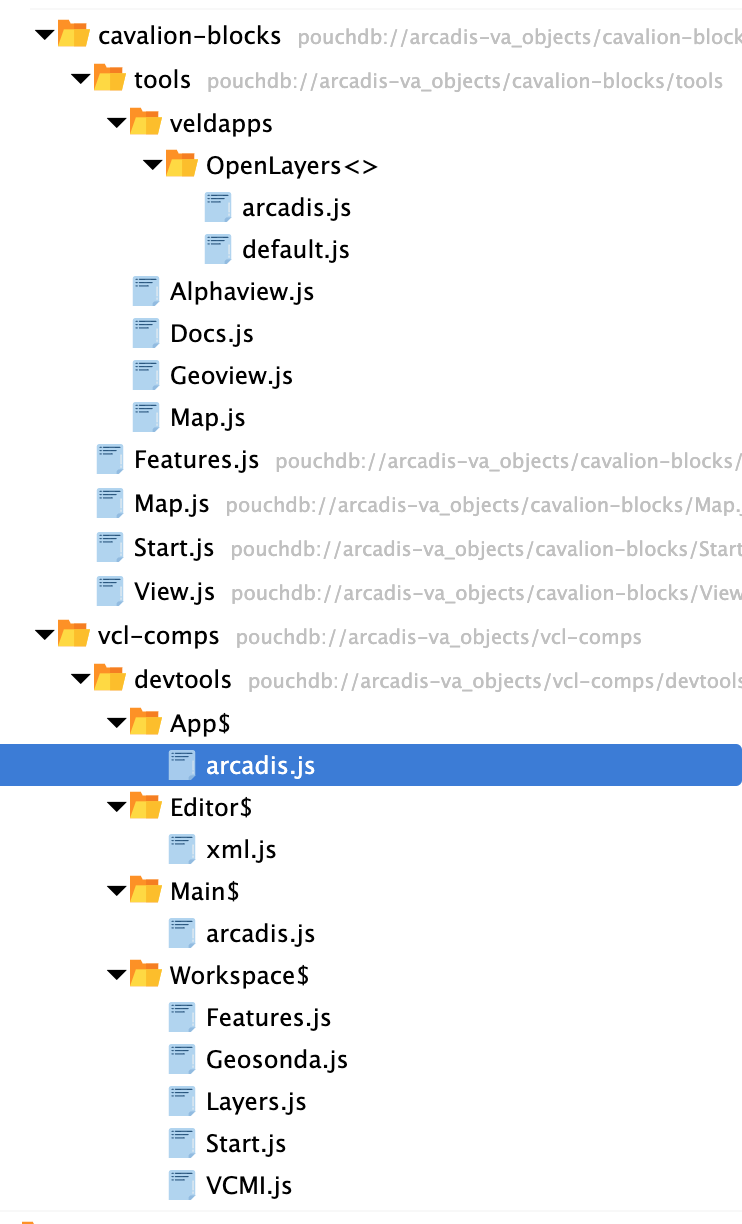 cavalion-blocks pouchdb://arcadis-va_objects/cavalion-block
tools pouchdb://arcadis-va_objects/cavalion-blocks/tools
veldapps
OpenLayers<>
arcadis.js
default.js
Alphaview.js
Docs.js
Geoview.js
Map.js
Features.js pouchdb://arcadis-va_objects/cavalion-blocks/
Map.js pouchdb://arcadis-va_objects/cavalion-blocks/Map.
Start.js pouchdb://arcadis-va_objects/cavalion-blocks/Start
View.js pouchdb://arcadis-va_objects/cavalion-blocks/View
vcl-comps pouchdb://arcadis-va_objects/vcl-comps
devtools pouchdb://arcadis-va_objects/vcl-comps/devtools
App$
arcadis.js
Editor$
xml.js
Main$
arcadis.js
Workspace$
Features.js
Geosonda.js
Layers.js
Start.js
VCMI.js